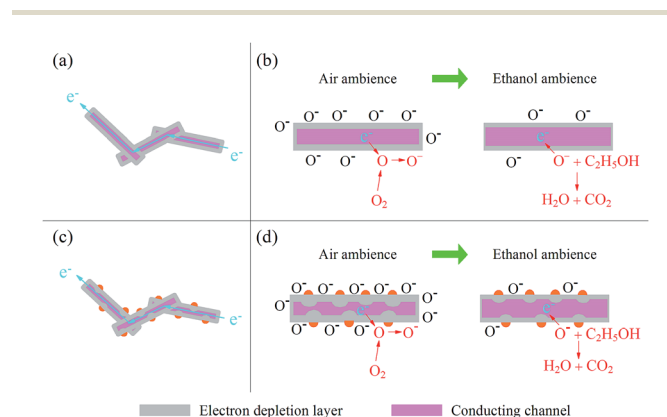 (a)
e⁻
e⁻
(b)
Air ambience
Ethanol ambience
O⁻ O⁻ O⁻ O⁻
O⁻
O⁻
O⁻ O⁻
e⁻
O → O⁻
O₂
O⁻ O⁻
O⁻
e⁻
O⁻ + C₂H₅OH
H₂O + CO₂
(c)
e⁻
e⁻
(d)
Air ambience
Ethanol ambience
O⁻ O⁻ O⁻ O⁻ O⁻
O⁻
O⁻
O⁻ O⁻ O⁻
e⁻
O → O⁻
O₂
O⁻ O⁻
O⁻
e⁻
O⁻ + C₂H₅OH
H₂O + CO₂
Electron depletion layer
Conducting channel